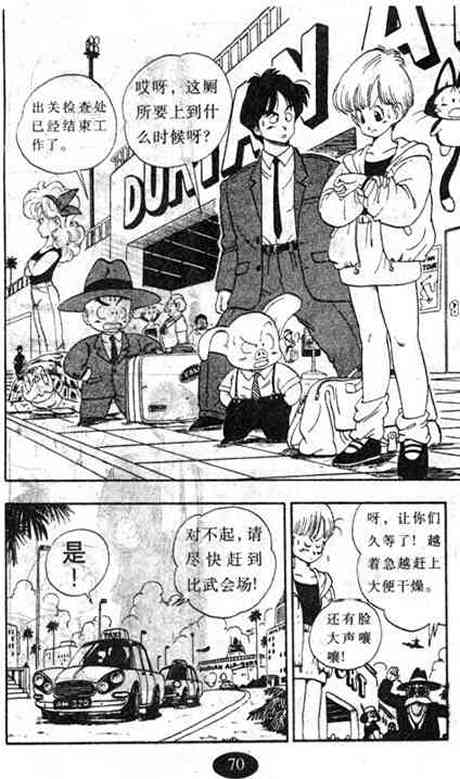 出关检查处
已经结束工
作了。
哎呀，这厕
所要上到什
么时候呀？
呀，让你们
久等了！越
着急越赶上
大便干燥。
还有脸
大声嚷
嚷！
对不起，请
尽快赶到
比武会场！
是！
TAXI
70